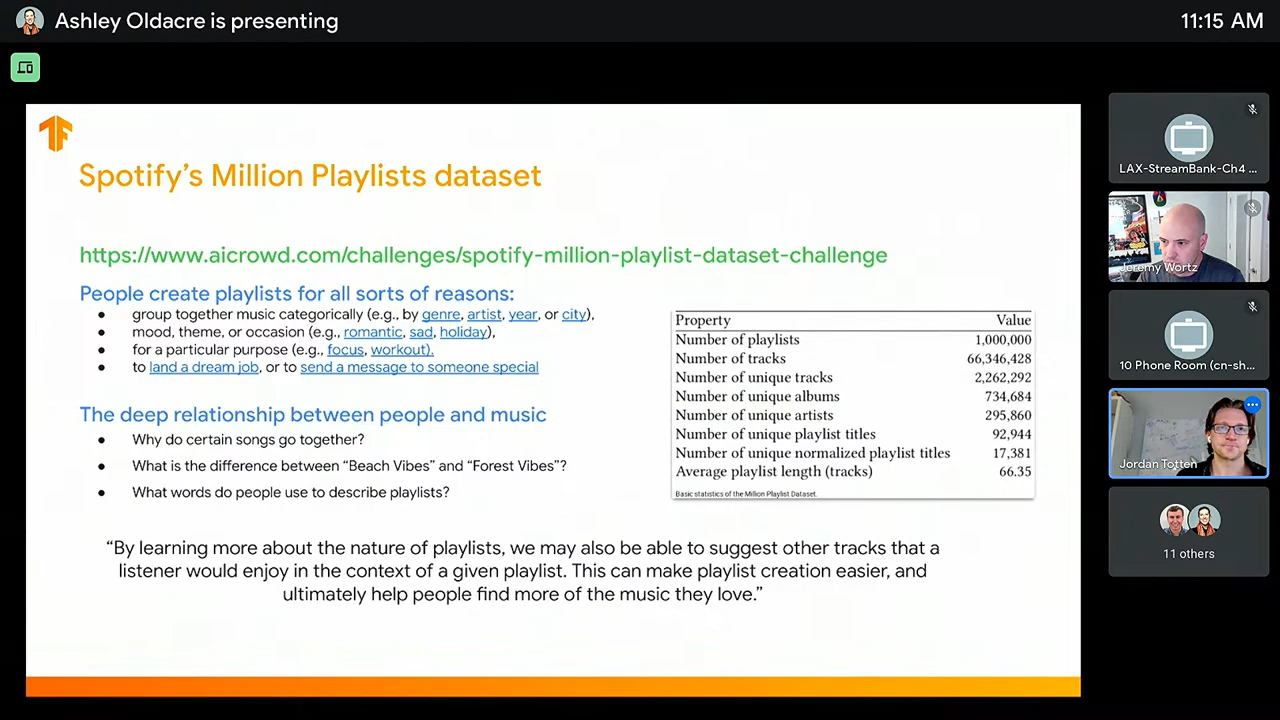 Ashley Oldacre is presenting
11:15 AM
Spotify’s Million Playlists dataset
https://www.aicrowd.com/challenges/spotify-million-playlist-dataset-challenge
People create playlists for all sorts of reasons:
● group together music categorically (e.g., by genre, artist, year, or city),
● mood, theme, or occasion (e.g., romantic, sad, holiday),
● for a particular purpose (e.g., focus, workout).
● to land a dream job, or to send a message to someone special
The deep relationship between people and music
● Why do certain songs go together?
● What is the difference between “Beach Vibes” and “Forest Vibes”?
● What words do people use to describe playlists?
Property Value
Number of playlists 1,000,000
Number of tracks 66,346,428
Number of unique tracks 2,262,292
Number of unique albums 734,684
Number of unique artists 295,860
Number of unique playlist titles 92,944
Number of unique normalized playlist titles 17,381
Average playlist length (tracks) 66.35
Basic statistics of the Million Playlist Dataset.
“By learning more about the nature of playlists, we may also be able to suggest other tracks that a
listener would enjoy in the context of a given playlist. This can make playlist creation easier, and
ultimately help people find more of the music they love.”
LAX-StreamBank-Ch4 ...
Jeremy Wortz
10 Phone Room (cn-sh...
Jordan Totten
11 others